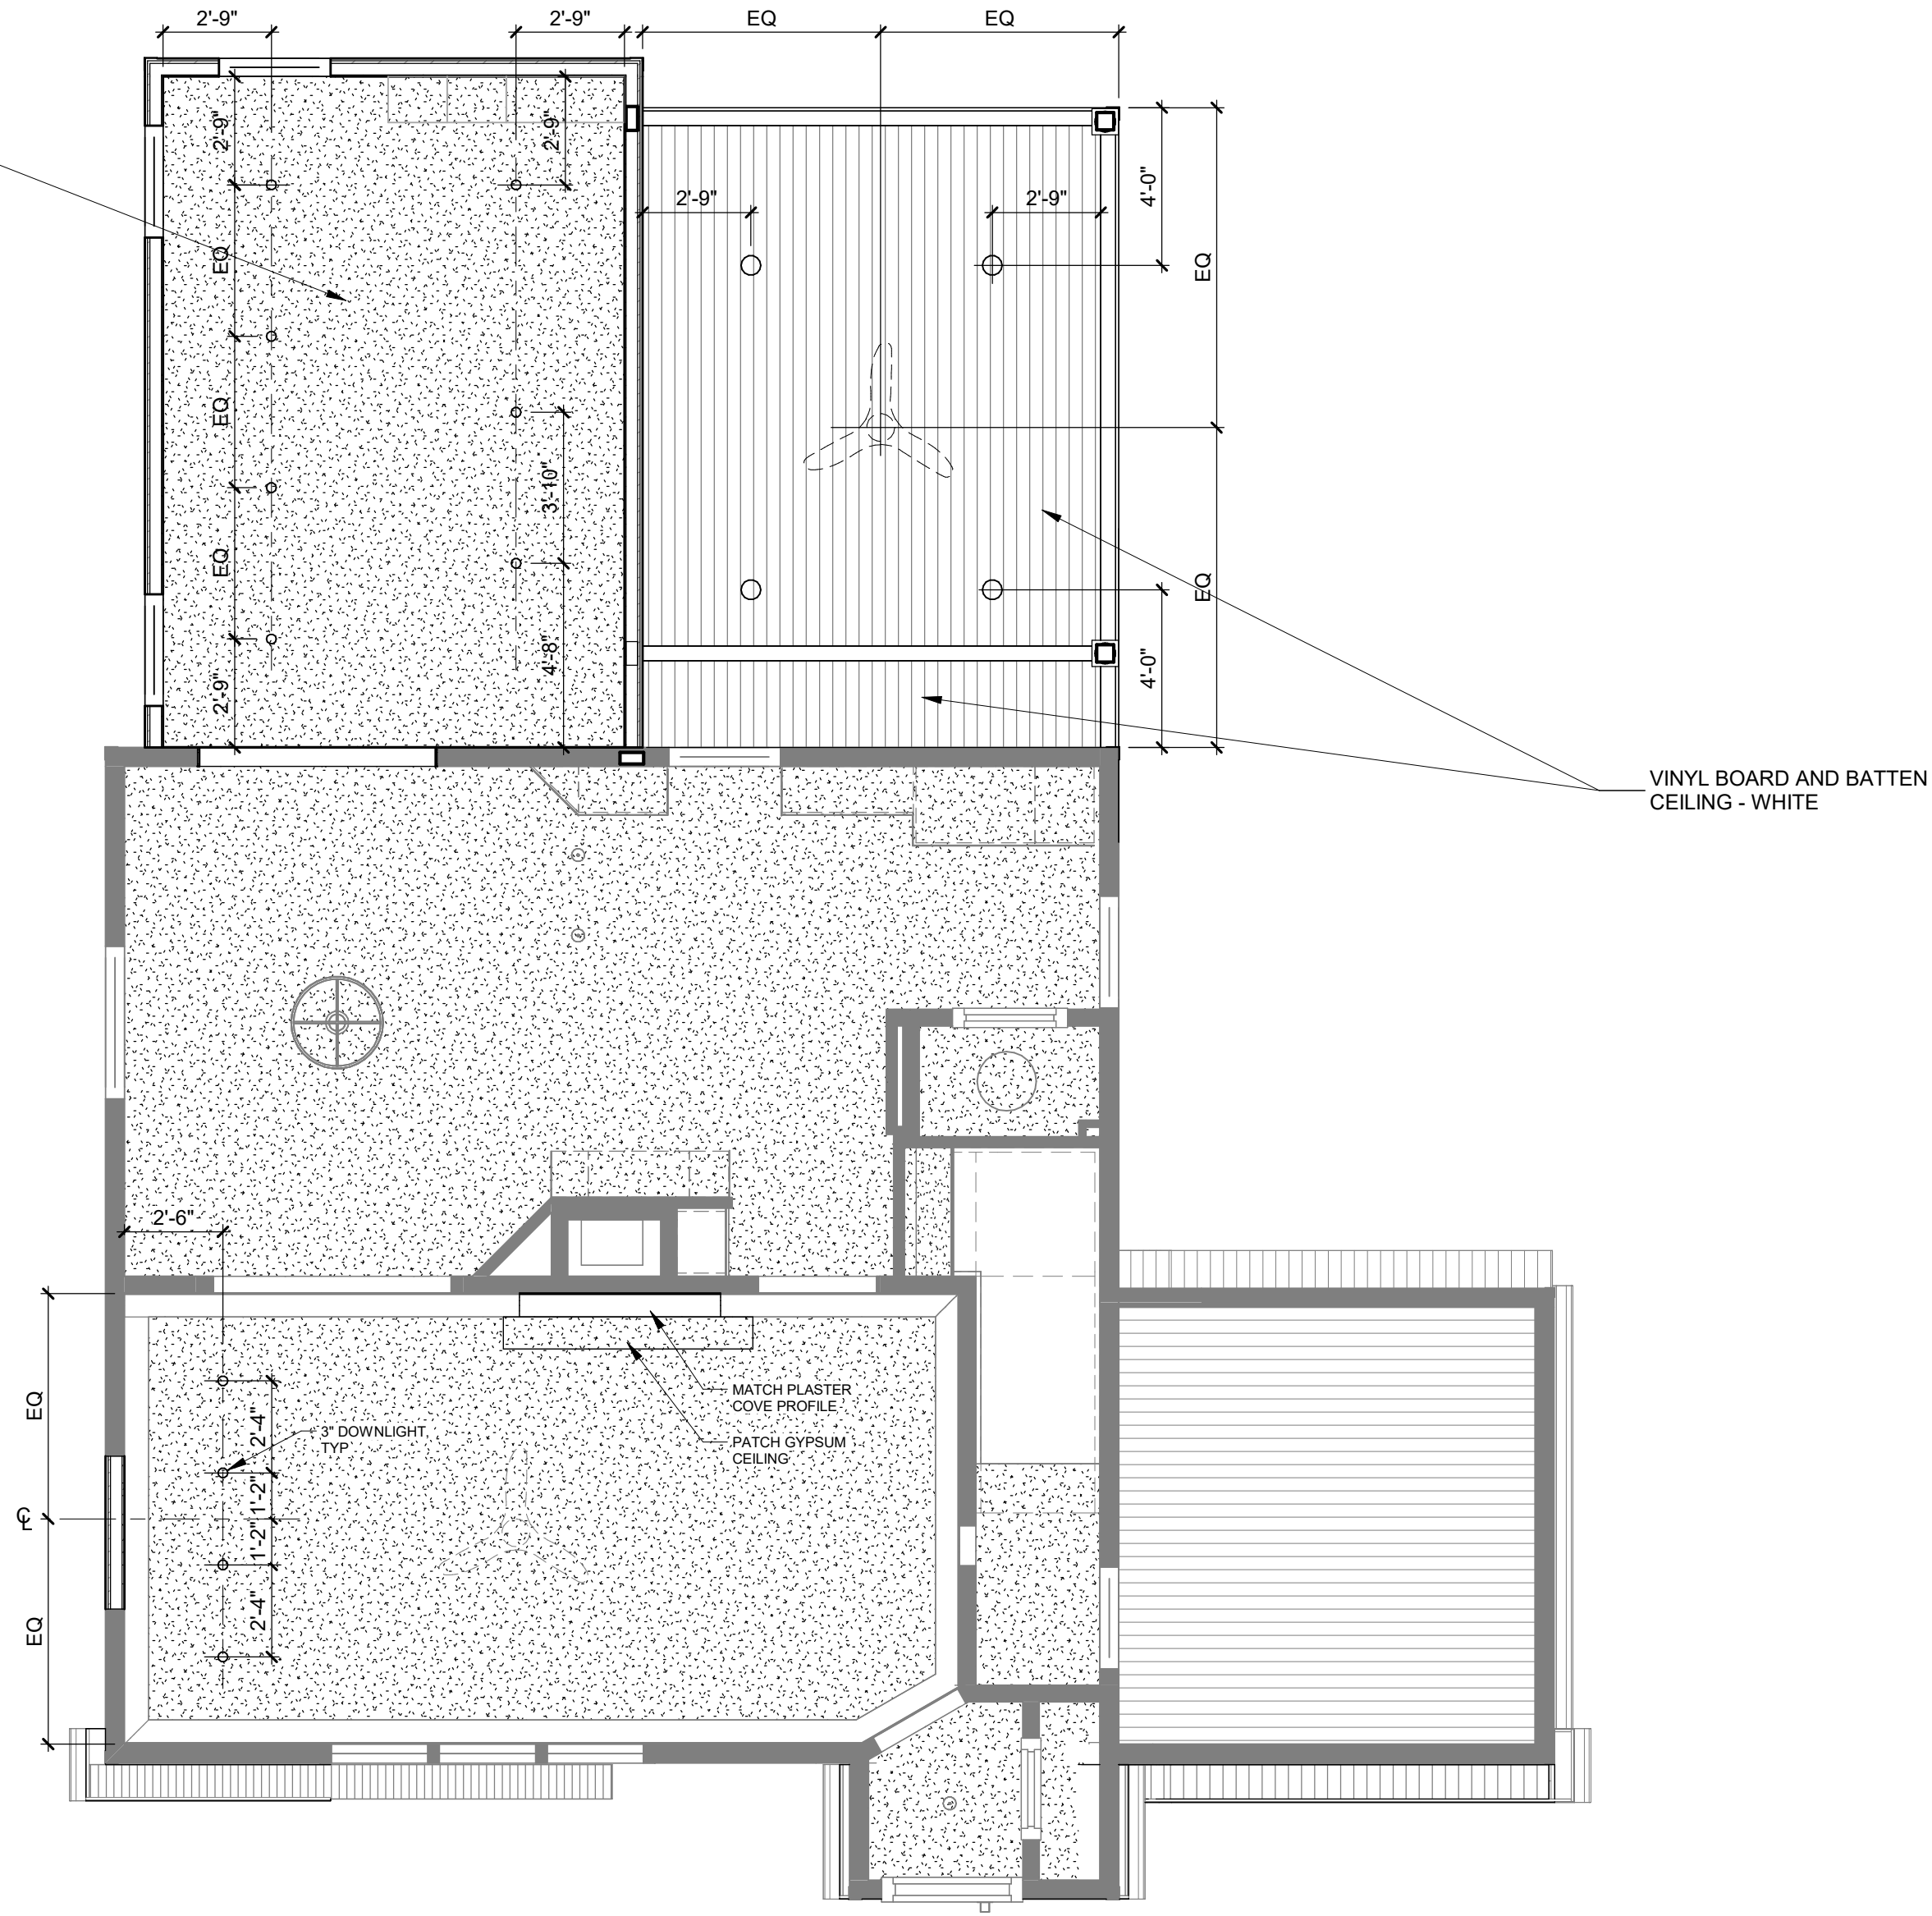 2'-9"
2'-9"
EQ
EQ
2'-9"
2'-9"
2'-9"
2'-9"
4'-0"
EQ
EQ
EQ
3'-10"
EQ
EQ
4'-8"
2'-9"
4'-0"
VINYL BOARD AND BATTEN
CEILING - WHITE
2'-6"
MATCH PLASTER
COVE PROFILE
PATCH GYPSUM
CEILING
3" DOWNLIGHT
TYP
EQ
2'-4"
1'-2"
1'-2"
2'-4"
EQ
CL